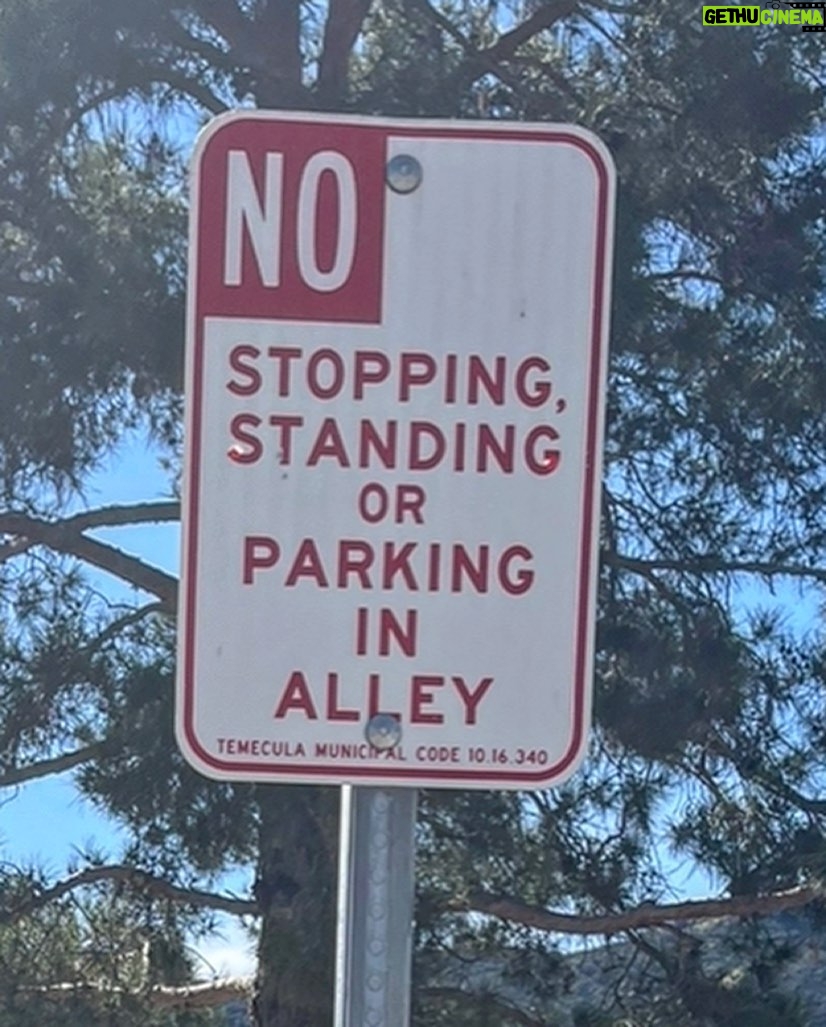 GETHUCINEMA
NO
STOPPING,
STANDING
OR
PARKING
IN
ALLEY
TEMECULA MUNICIPAL CODE 10.16.340